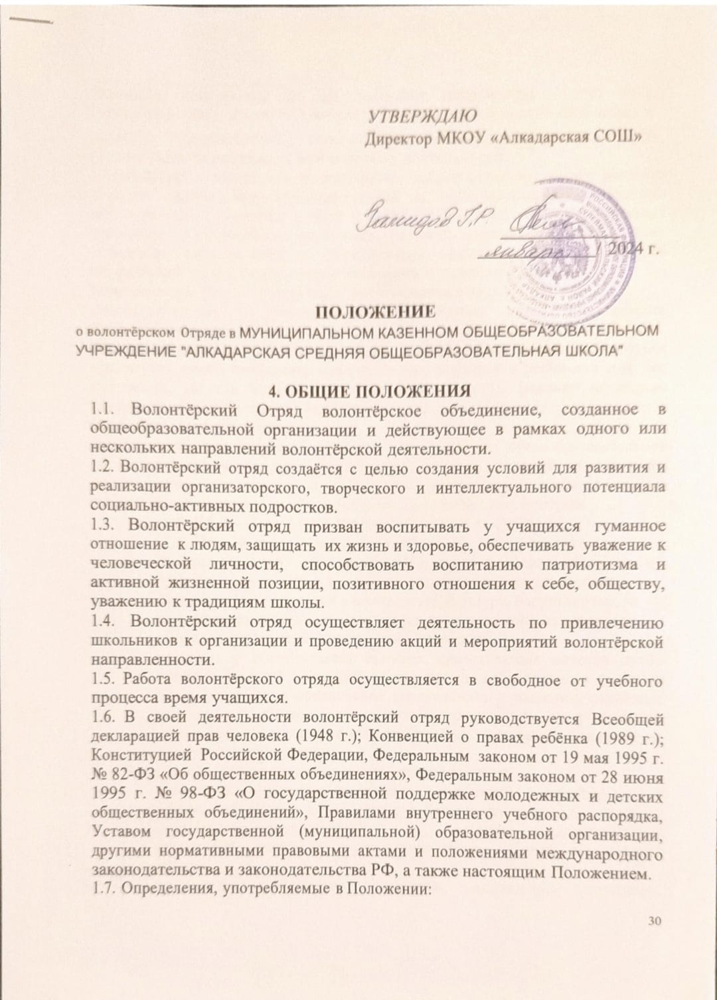 УТВЕРЖДАЮ
Директор МКОУ «Алкадарская СОШ»
Замидов Г.Р.
января / 2024 г.
ПОЛОЖЕНИЕ
о волонтёрском Отряде в МУНИЦИПАЛЬНОМ КАЗЕННОМ ОБЩЕОБРАЗОВАТЕЛЬНОМ
УЧРЕЖДЕНИЕ "АЛКАДАРСКАЯ СРЕДНЯЯ ОБЩЕОБРАЗОВАТЕЛЬНАЯ ШКОЛА"
4. ОБЩИЕ ПОЛОЖЕНИЯ
1.1. Волонтёрский Отряд волонтёрское объединение, созданное в
общеобразовательной организации и действующее в рамках одного или
нескольких направлений волонтёрской деятельности.
1.2. Волонтёрский отряд создаётся с целью создания условий для развития и
реализации организаторского, творческого и интеллектуального потенциала
социально-активных подростков.
1.3. Волонтёрский отряд призван воспитывать у учащихся гуманное
отношение к людям, защищать их жизнь и здоровье, обеспечивать уважение к
человеческой личности, способствовать воспитанию патриотизма и
активной жизненной позиции, позитивного отношения к себе, обществу,
уважению к традициям школы.
1.4. Волонтёрский отряд осуществляет деятельность по привлечению
школьников к организации и проведению акций и мероприятий волонтёрской
направленности.
1.5. Работа волонтёрского отряда осуществляется в свободное от учебного
процесса время учащихся.
1.6. В своей деятельности волонтёрский отряд руководствуется Всеобщей
декларацией прав человека (1948 г.); Конвенцией о правах ребёнка (1989 г.);
Конституцией Российской Федерации, Федеральным законом от 19 мая 1995 г.
№ 82-ФЗ «Об общественных объединениях», Федеральным законом от 28 июня
1995 г. № 98-ФЗ «О государственной поддержке молодежных и детских
общественных объединений», Правилами внутреннего учебного распорядка,
Уставом государственной (муниципальной) образовательной организации,
другими нормативными правовыми актами и положениями международного
законодательства и законодательства РФ, а также настоящим Положением.
1.7. Определения, употребляемые в Положении:
30